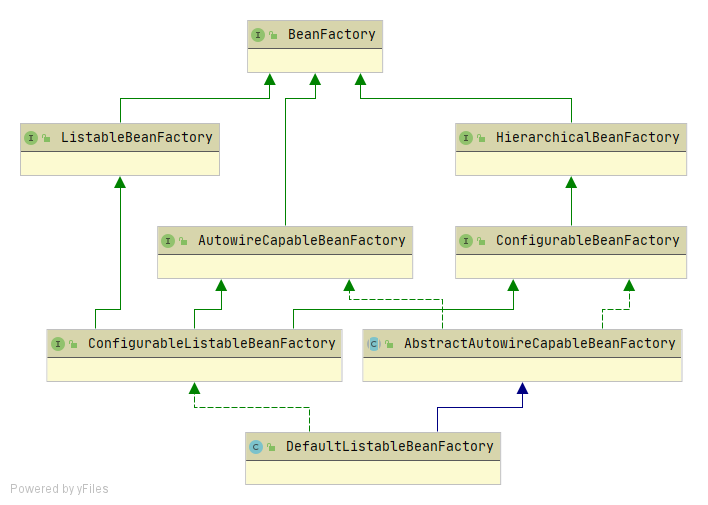 I BeanFactory
I ListableBeanFactory
I HierarchicalBeanFactory
I AutowireCapableBeanFactory
I ConfigurableBeanFactory
I ConfigurableListableBeanFactory
C AbstractAutowireCapableBeanFactory
C DefaultListableBeanFactory
Powered by yFiles